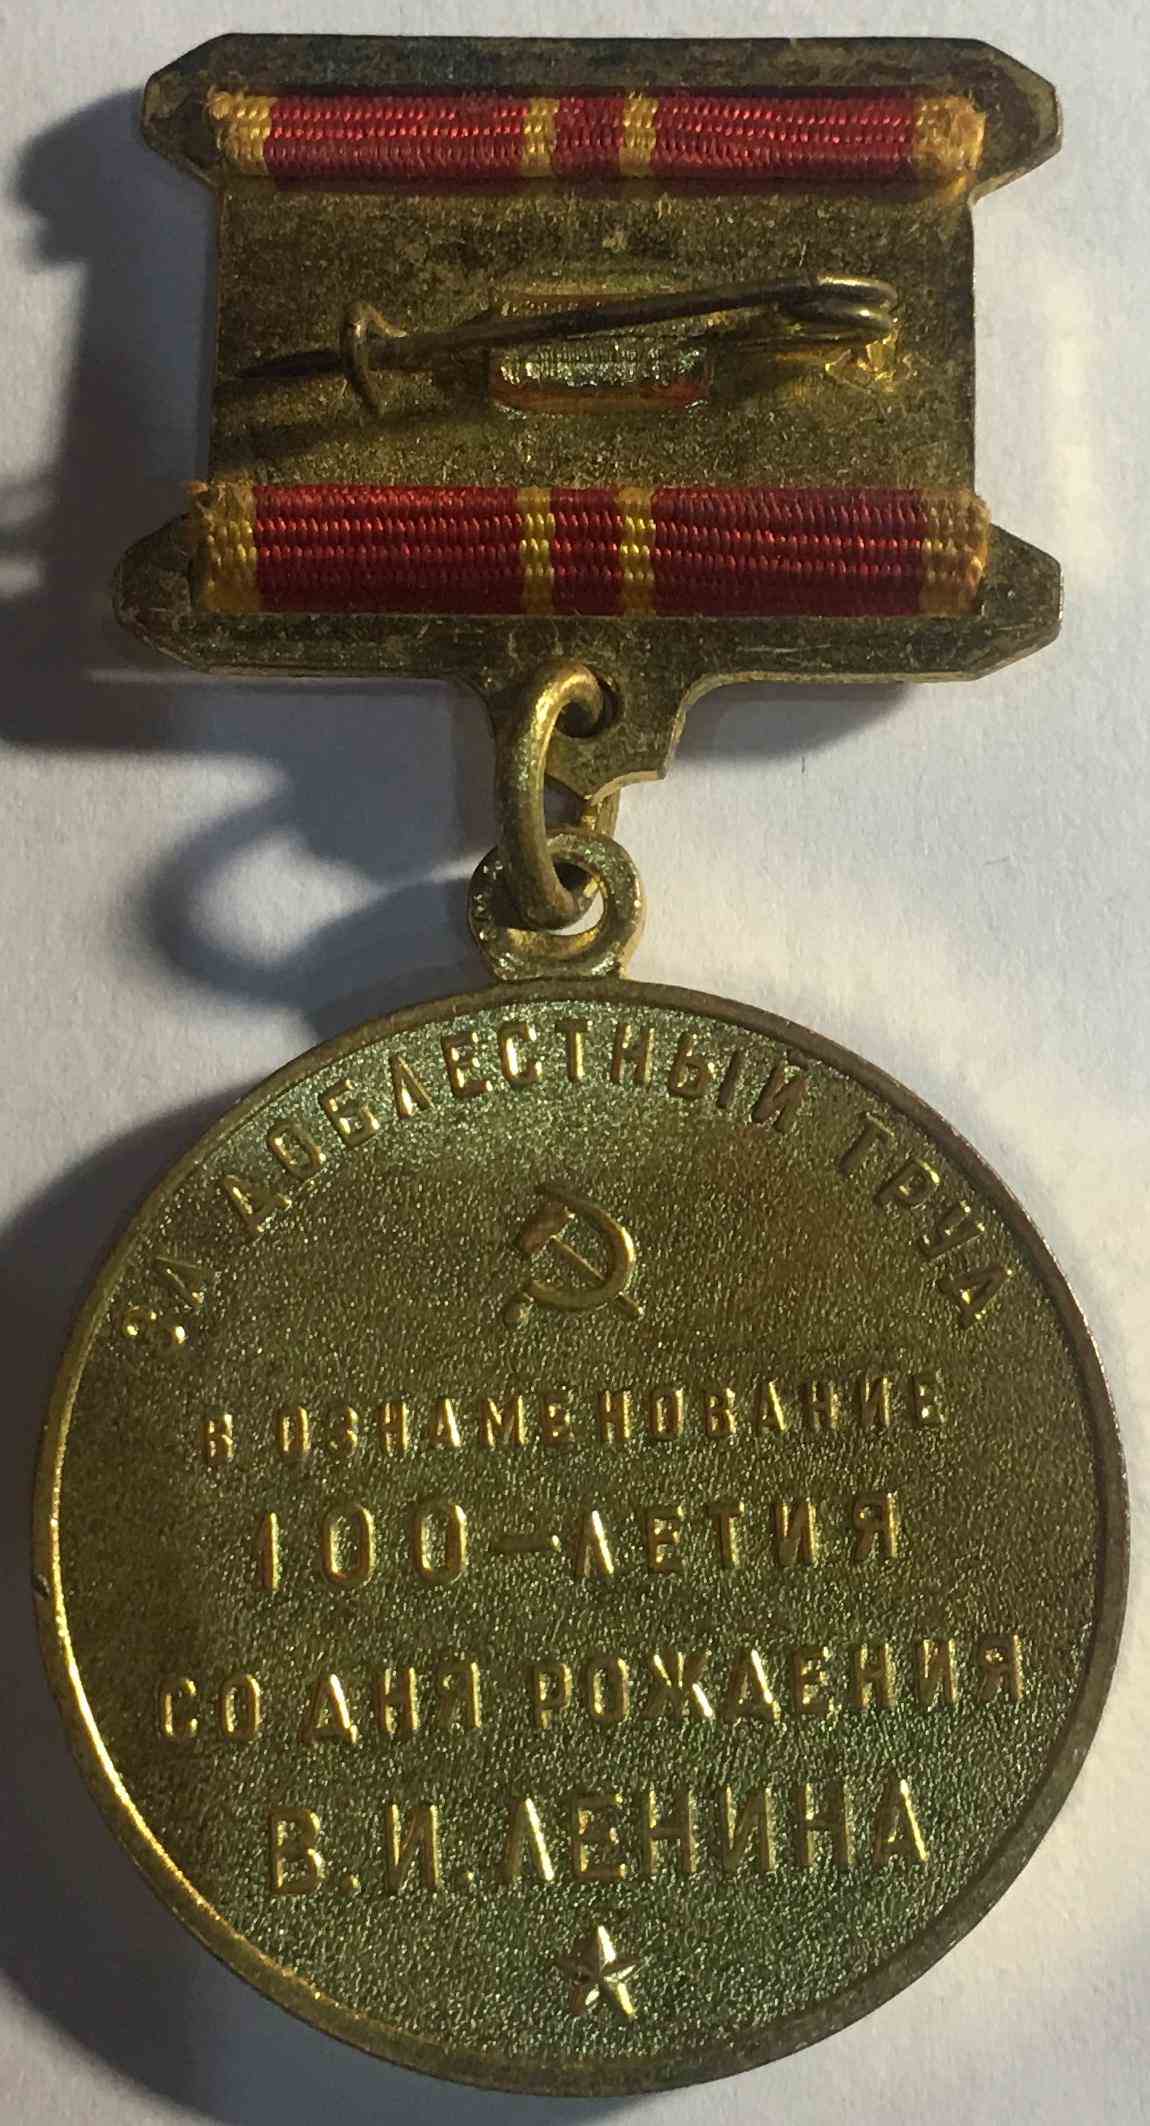 ЗА ДОБЛЕСТНЫЙ ТРУД
В ОЗНАМЕНОВАНИЕ
100-ЛЕТИЯ
СО ДНЯ РОЖДЕНИЯ
В.И.ЛЕНИНА